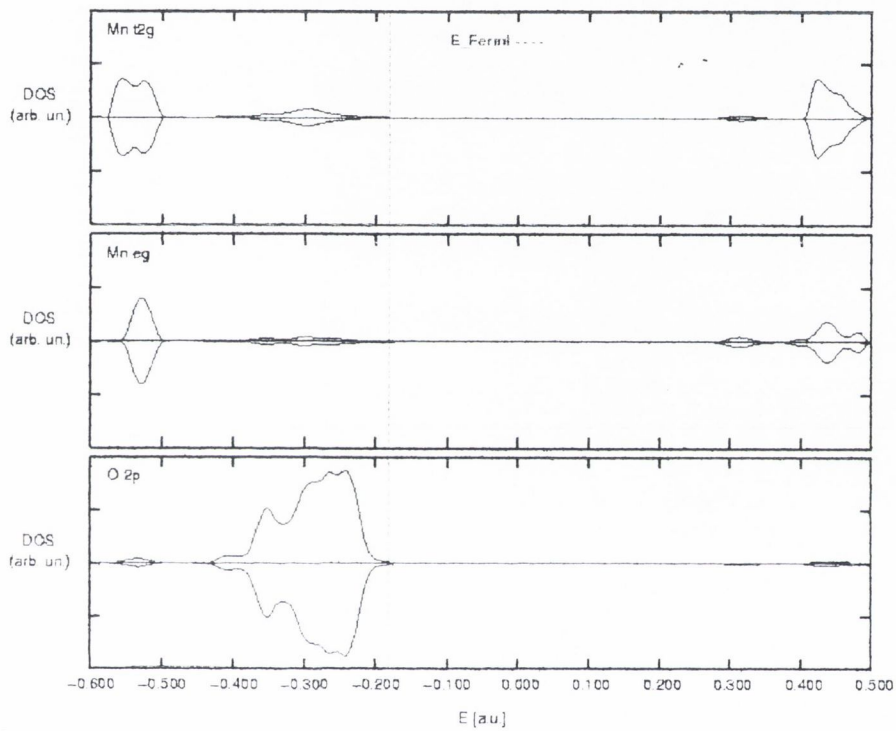 Mn t2g
E_Fermi ----
DOS
(arb. un.)
Mn eg
DOS
(arb. un.)
O 2p
DOS
(arb. un.)
-0.600 -0.500 -0.400 -0.300 -0.200 -0.100 0.000 0.100 0.200 0.300 0.400 0.500
E [a.u.]